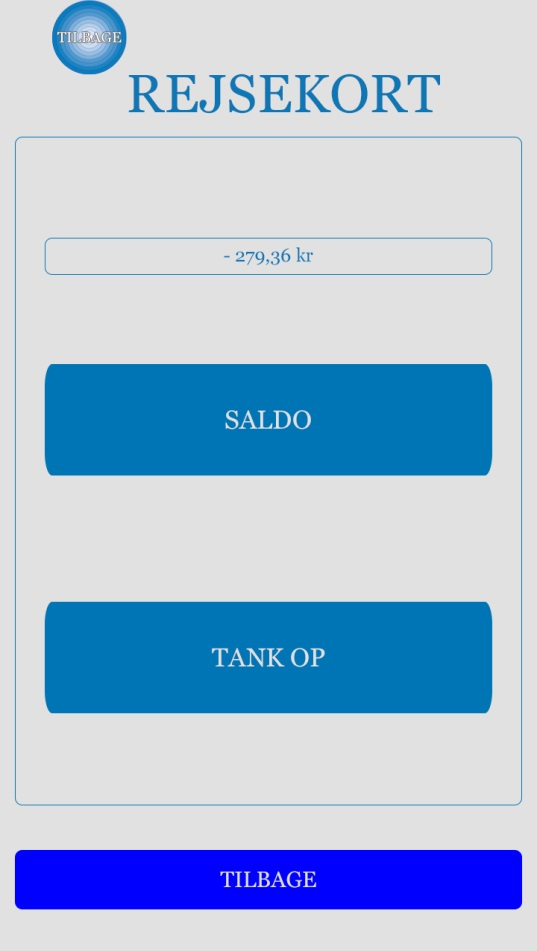 TILBAGE
REJSEKORT
- 279,36 kr
SALDO
TANK OP
TILBAGE